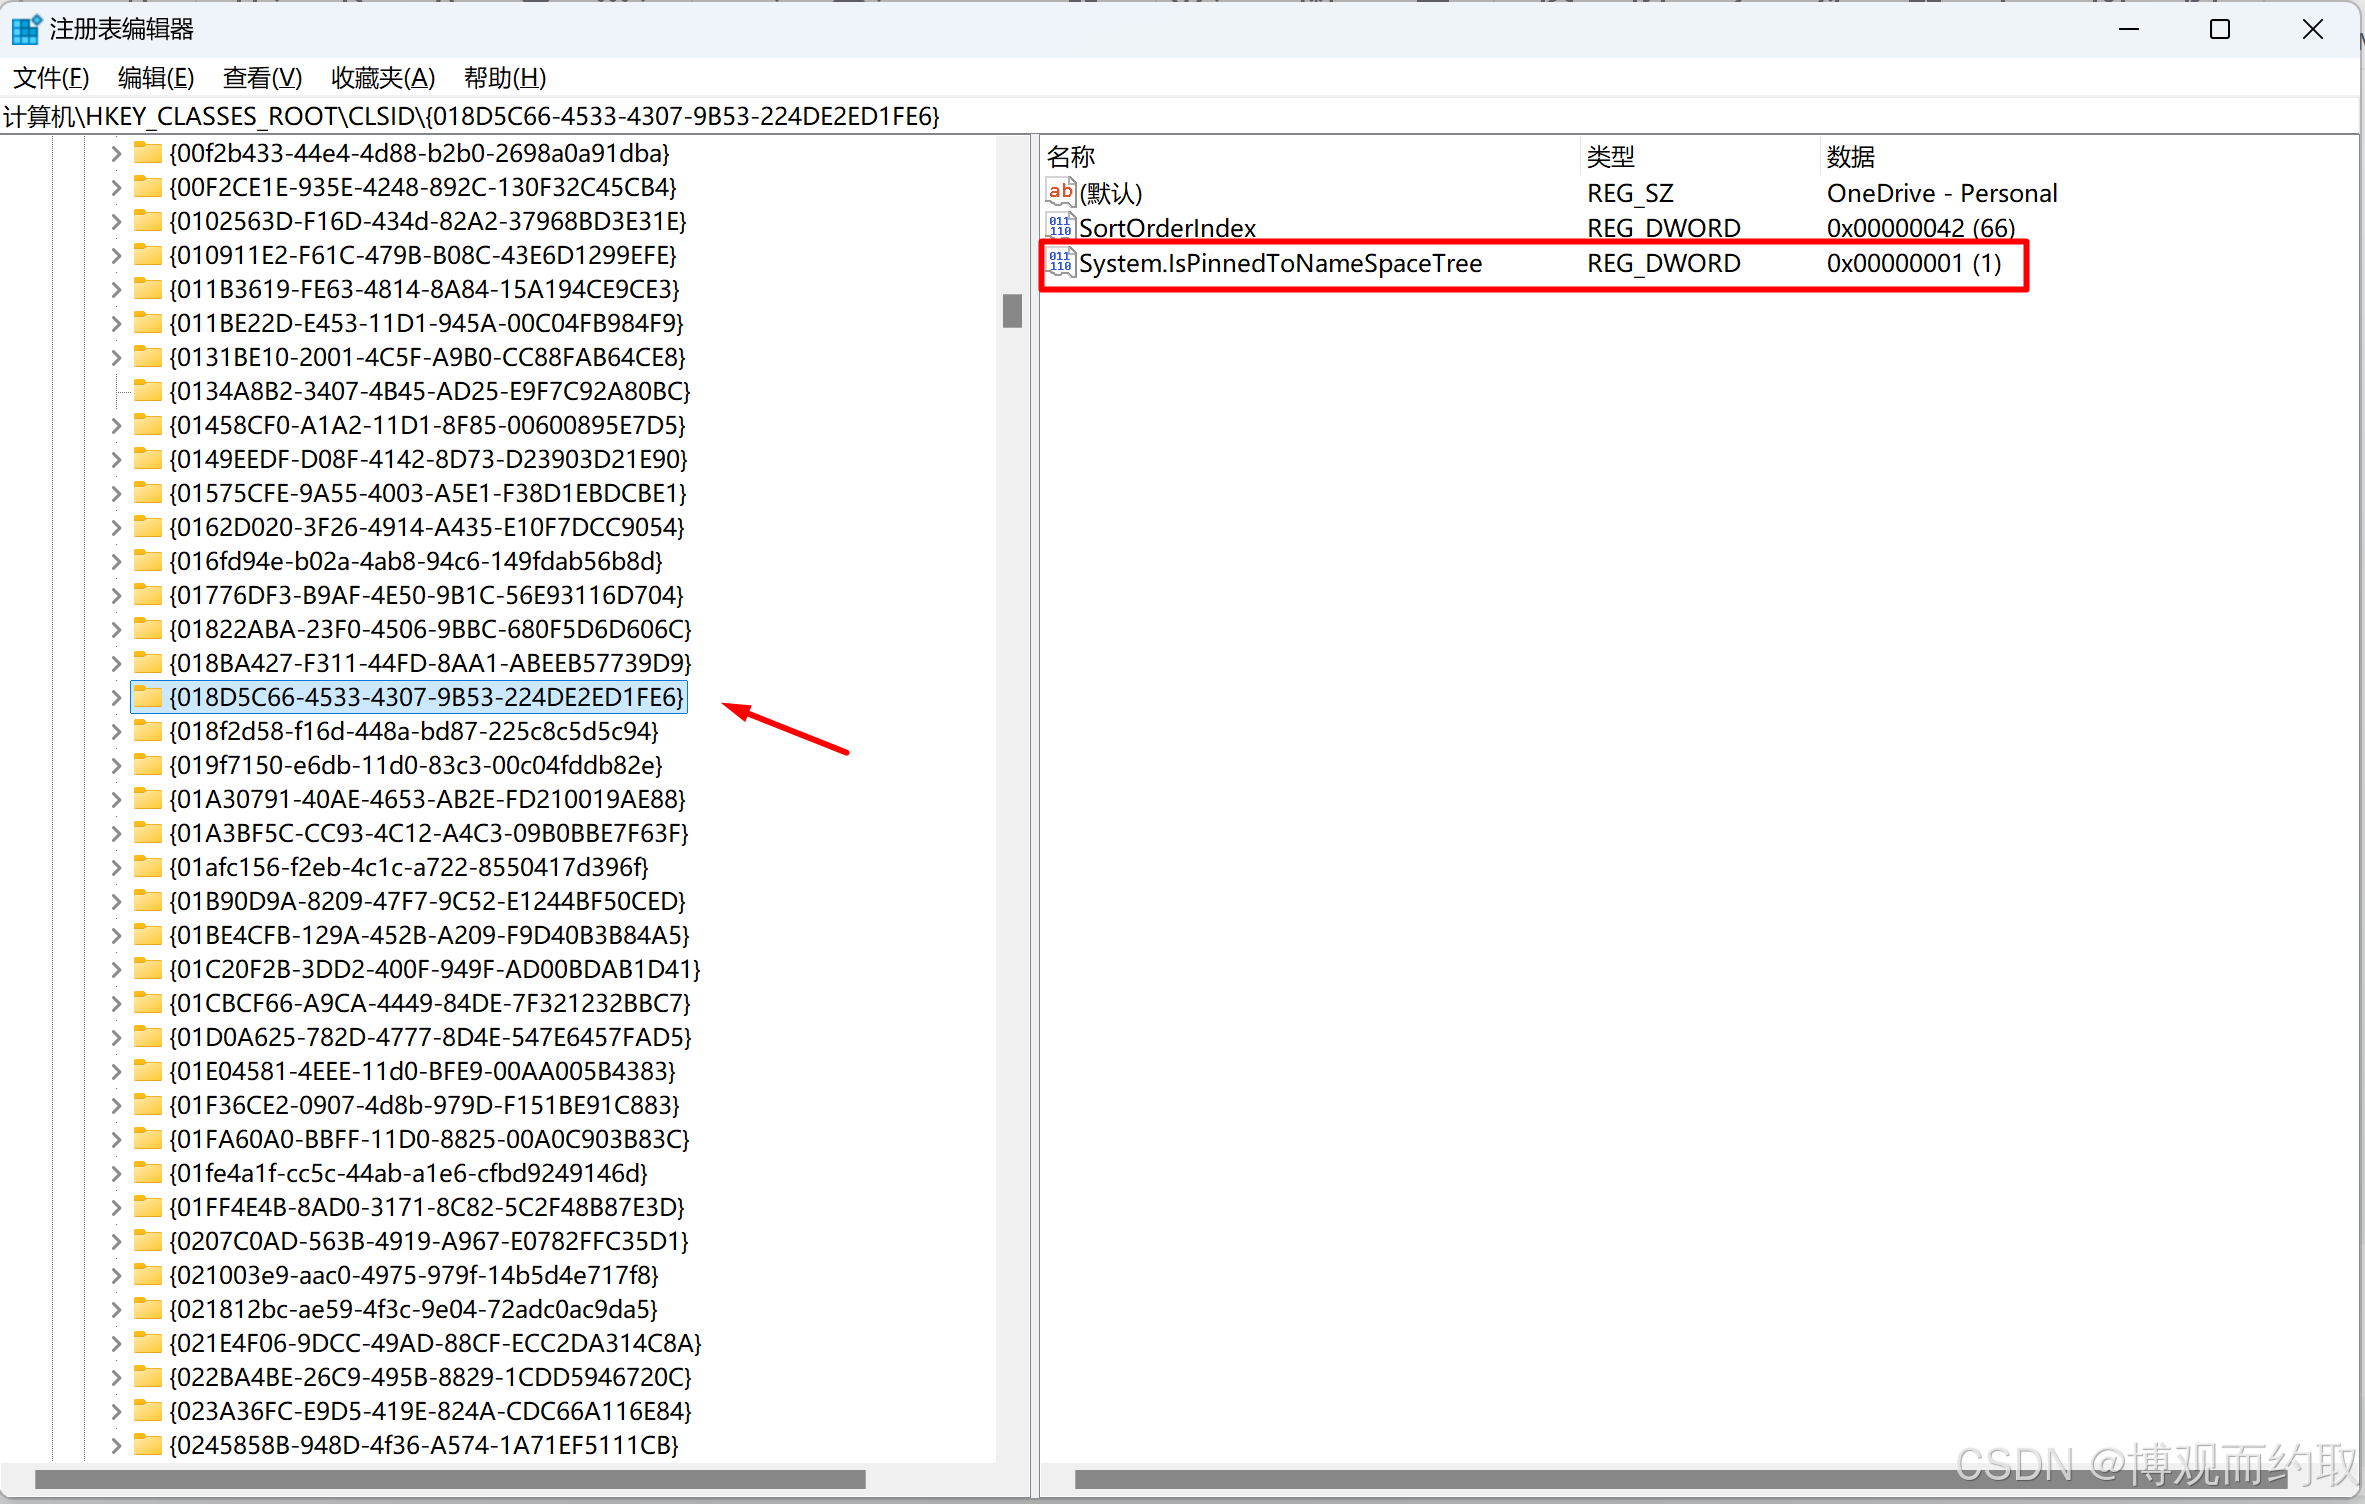 注册表编辑器
文件(F) 编辑(E) 查看(V) 收藏夹(A) 帮助(H)
计算机\HKEY_CLASSES_ROOT\CLSID\{018D5C66-4533-4307-9B53-224DE2ED1FE6}
{00f2b433-44e4-4d88-b2b0-2698a0a91dba}
{00F2CE1E-935E-4248-892C-130F32C45CB4}
{0102563D-F16D-434d-82A2-37968BD3E31E}
{010911E2-F61C-479B-B08C-43E6D1299EFE}
{011B3619-FE63-4814-8A84-15A194CE9CE3}
{011BE22D-E453-11D1-945A-00C04FB984F9}
{0131BE10-2001-4C5F-A9B0-CC88FAB64CE8}
{0134A8B2-3407-4B45-AD25-E9F7C92A80BC}
{01458CF0-A1A2-11D1-8F85-00600895E7D5}
{0149EEDF-D08F-4142-8D73-D23903D21E90}
{01575CFE-9A55-4003-A5E1-F38D1EBDCBE1}
{0162D020-3F26-4914-A435-E10F7DCC9054}
{016fd94e-b02a-4ab8-94c6-149fdab56b8d}
{01776DF3-B9AF-4E50-9B1C-56E93116D704}
{01822ABA-23F0-4506-9BBC-680F5D6D606C}
{018BA427-F311-44FD-8AA1-ABEEB57739D9}
{018D5C66-4533-4307-9B53-224DE2ED1FE6}
{018f2d58-f16d-448a-bd87-225c8c5d5c94}
{019f7150-e6db-11d0-83c3-00c04fddb82e}
{01A30791-40AE-4653-AB2E-FD210019AE88}
{01A3BF5C-CC93-4C12-A4C3-09B0BBE7F63F}
{01afc156-f2eb-4c1c-a722-8550417d396f}
{01B90D9A-8209-47F7-9C52-E1244BF50CED}
{01BE4CFB-129A-452B-A209-F9D40B3B84A5}
{01C20F2B-3DD2-400F-949F-AD00BDAB1D41}
{01CBCF66-A9CA-4449-84DE-7F321232BBC7}
{01D0A625-782D-4777-8D4E-547E6457FAD5}
{01E04581-4EEE-11d0-BFE9-00AA005B4383}
{01F36CE2-0907-4d8b-979D-F151BE91C883}
{01FA60A0-BBFF-11D0-8825-00A0C903B83C}
{01fe4a1f-cc5c-44ab-a1e6-cfbd9249146d}
{01FF4E4B-8AD0-3171-8C82-5C2F48B87E3D}
{0207C0AD-563B-4919-A967-E0782FFC35D1}
{021003e9-aac0-4975-979f-14b5d4e717f8}
{021812bc-ae59-4f3c-9e04-72adc0ac9da5}
{021E4F06-9DCC-49AD-88CF-ECC2DA314C8A}
{022BA4BE-26C9-495B-8829-1CDD5946720C}
{023A36FC-E9D5-419E-824A-CDC66A116E84}
{0245858B-948D-4f36-A574-1A71EF5111CB}
名称 类型 数据
(默认) REG_SZ OneDrive - Personal
SortOrderIndex REG_DWORD 0x00000042 (66)
System.IsPinnedToNameSpaceTree REG_DWORD 0x00000001 (1)
CSDN @博观而约取